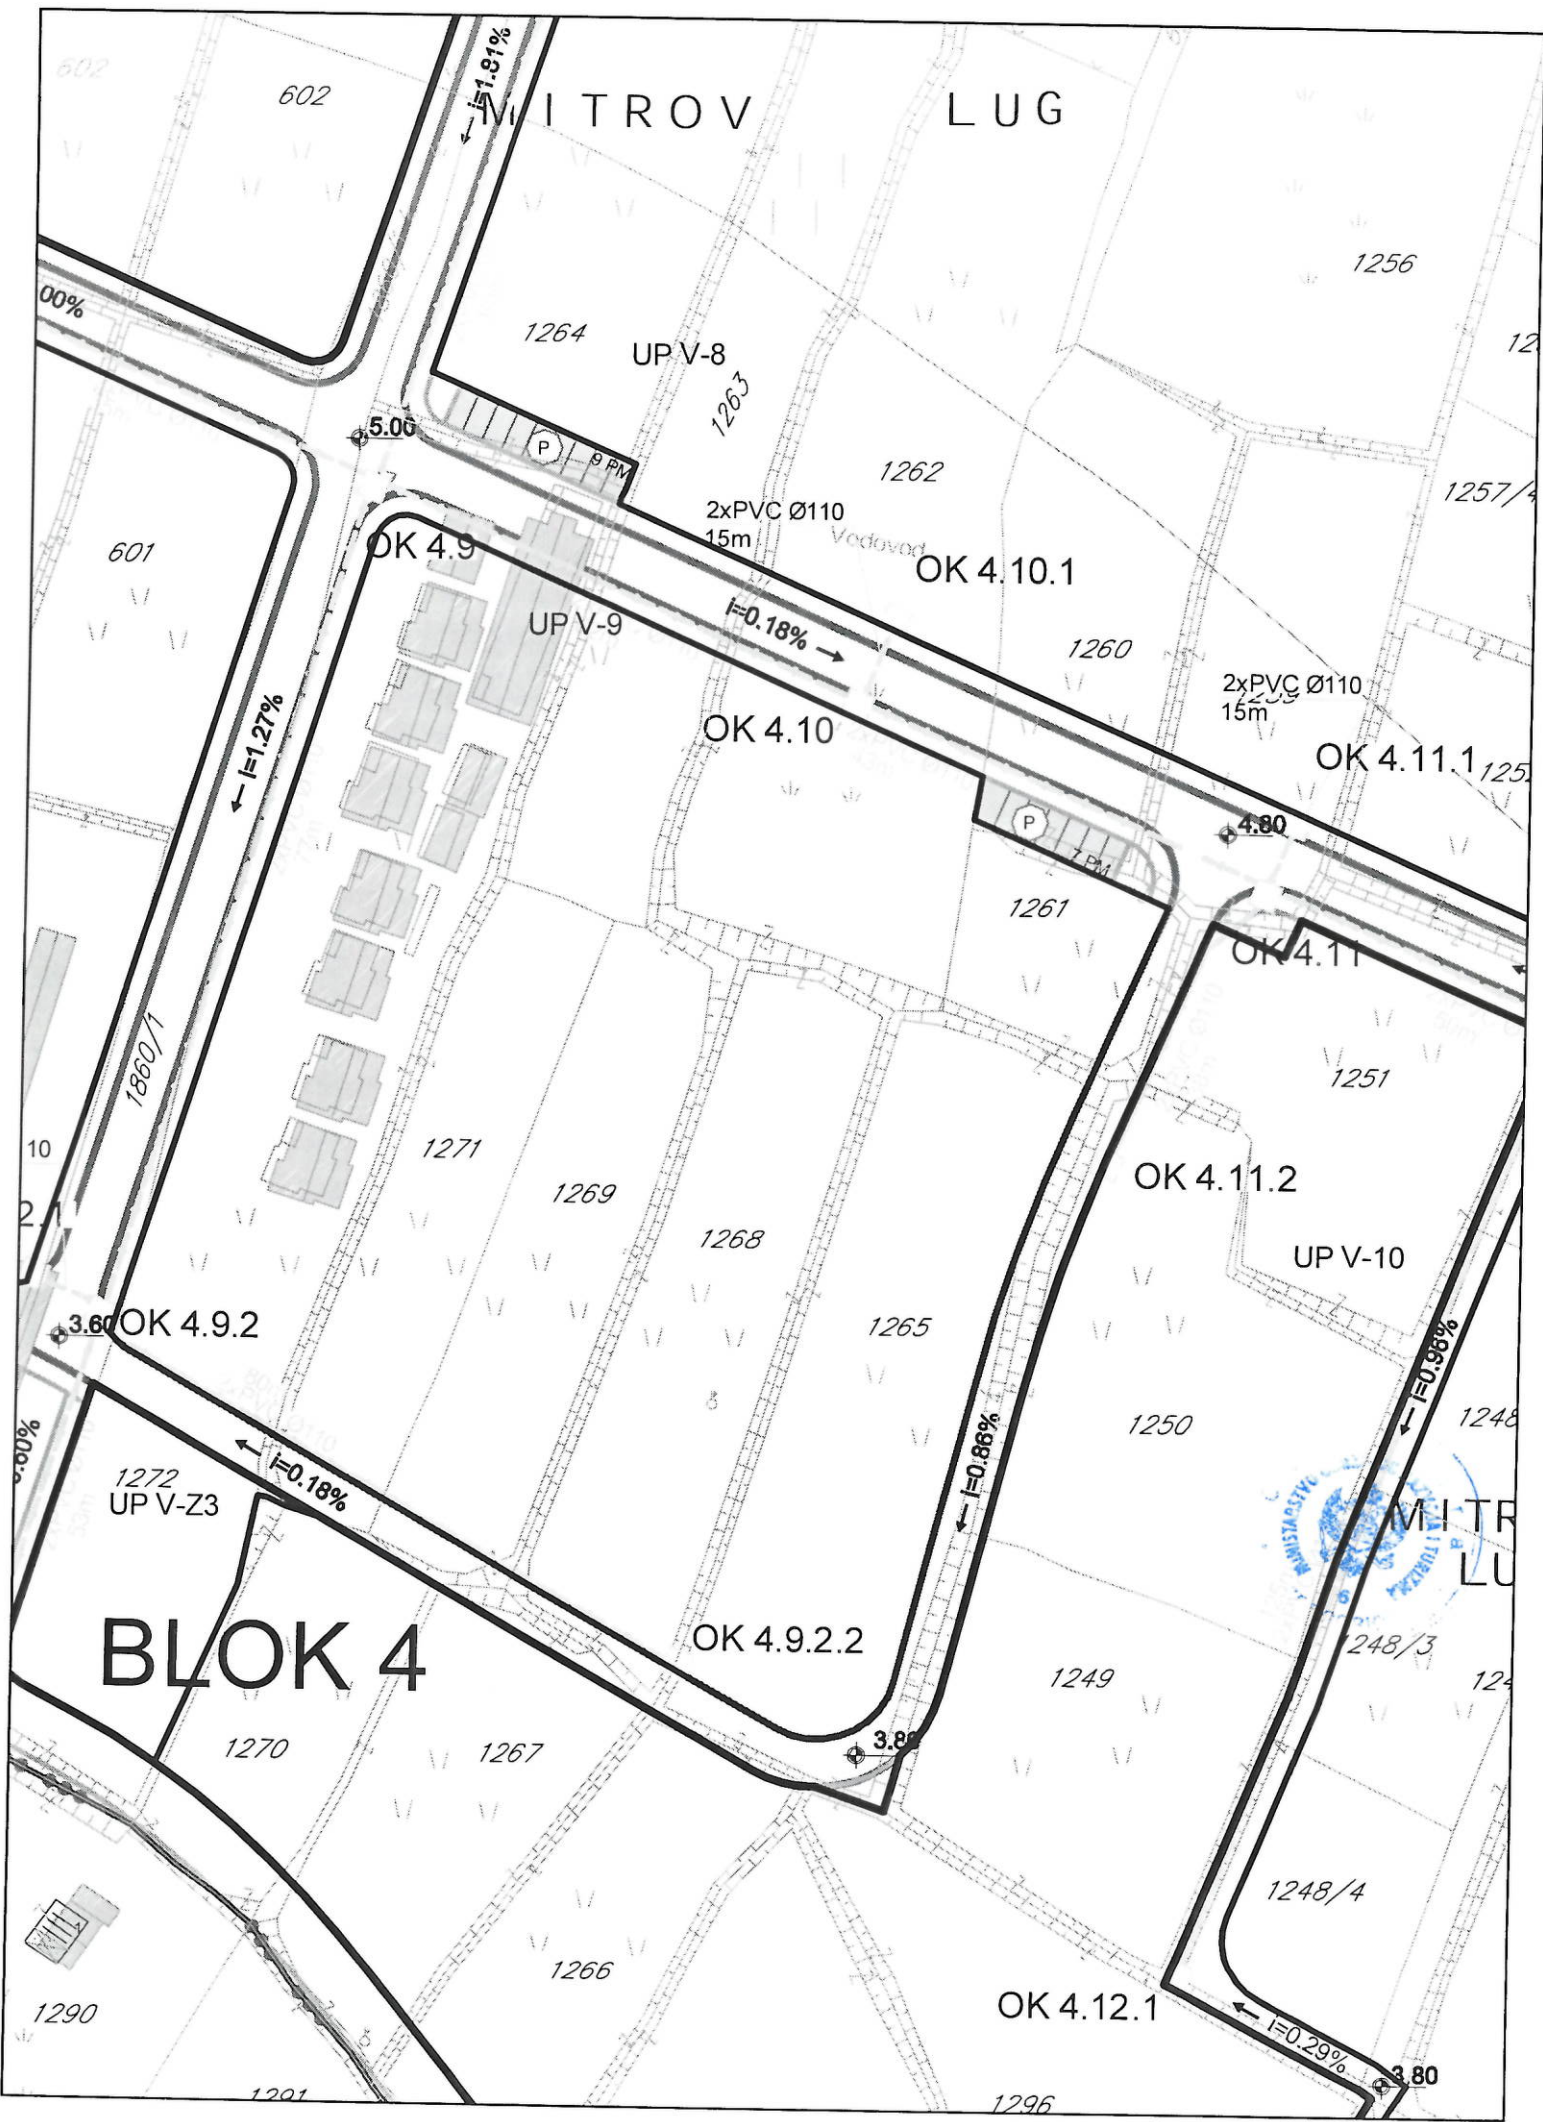 602
602
i=1.81%
MITROV LUG
1256
00%
1264
UP V-8
1263
5.00
P
9 PM
1262
1257/4
2xPVC Ø110
15m
Vodovod
OK 4.9
OK 4.10.1
601
UP V-9
i=0.18%
1260
2xPVC Ø110
15m
i=1.27%
OK 4.10
OK 4.11.1
P
7 PM
4.80
1261
OK 4.11
1860/1
1251
10
1271
OK 4.11.2
1269
1268
UP V-10
3.60
OK 4.9.2
1265
i=0.98%
1250
i=0.86%
1248
i=0.18%
1272
UP V-Z3
MITR
LU
BLOK 4
OK 4.9.2.2
1248/3
1249
1270
1267
3.80
1248/4
1266
OK 4.12.1
1290
i=0.29%
3.80
1291
1296